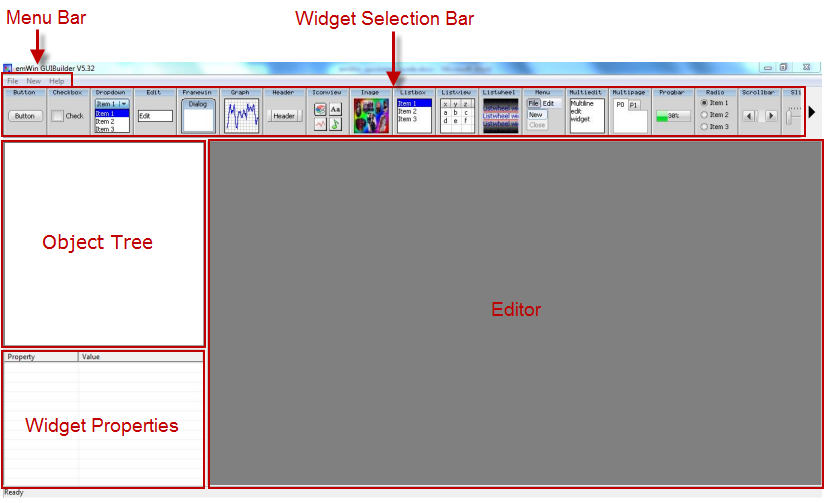 Menu Bar
Widget Selection Bar
emWin GUIBuilder V5.32
File New Help
Button Checkbox Dropdown Edit Framewin Graph Header Iconview Image Listbox Listview Listwheel Menu Multiedit Multipage Progbar Radio Scrollbar
Button
Check
Item 1
Item 1
Item 2
Item 3
Edit
Dialog
Header
Aa
Item 1
Item 2
Item 3
x y z
a b c
d e f
Listwheel
Listwheel wi
Listwheel wi
File Edit
New
Close
Multiline
edit
widget
P0 P1
30%
Item 1
Item 2
Item 3
Object Tree
Editor
Property Value
Widget Properties
Ready